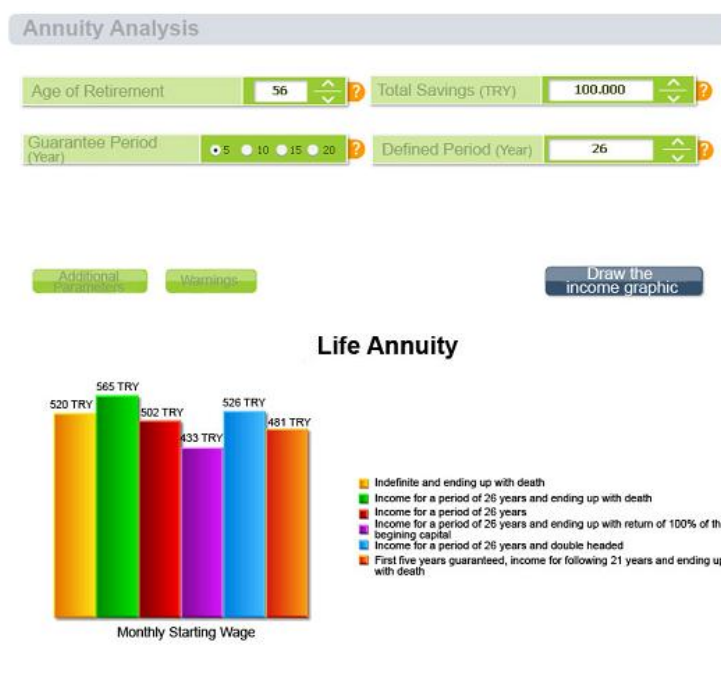 Annuity Analysis
Age of Retirement 56 ? Total Savings (TRY) 100.000 ?
Guarantee Period (Year) 5 10 15 20 ? Defined Period (Year) 26 ?
Additional Parameters Warnings Draw the income graphic
Life Annuity
520 TRY 565 TRY 502 TRY 433 TRY 526 TRY 481 TRY
Indefinite and ending up with death
Income for a period of 26 years and ending up with death
Income for a period of 26 years
Income for a period of 26 years and ending up with return of 100% of th
begining capital
Income for a period of 26 years and double headed
First five years guaranteed, income for following 21 years and ending up
with death
Monthly Starting Wage